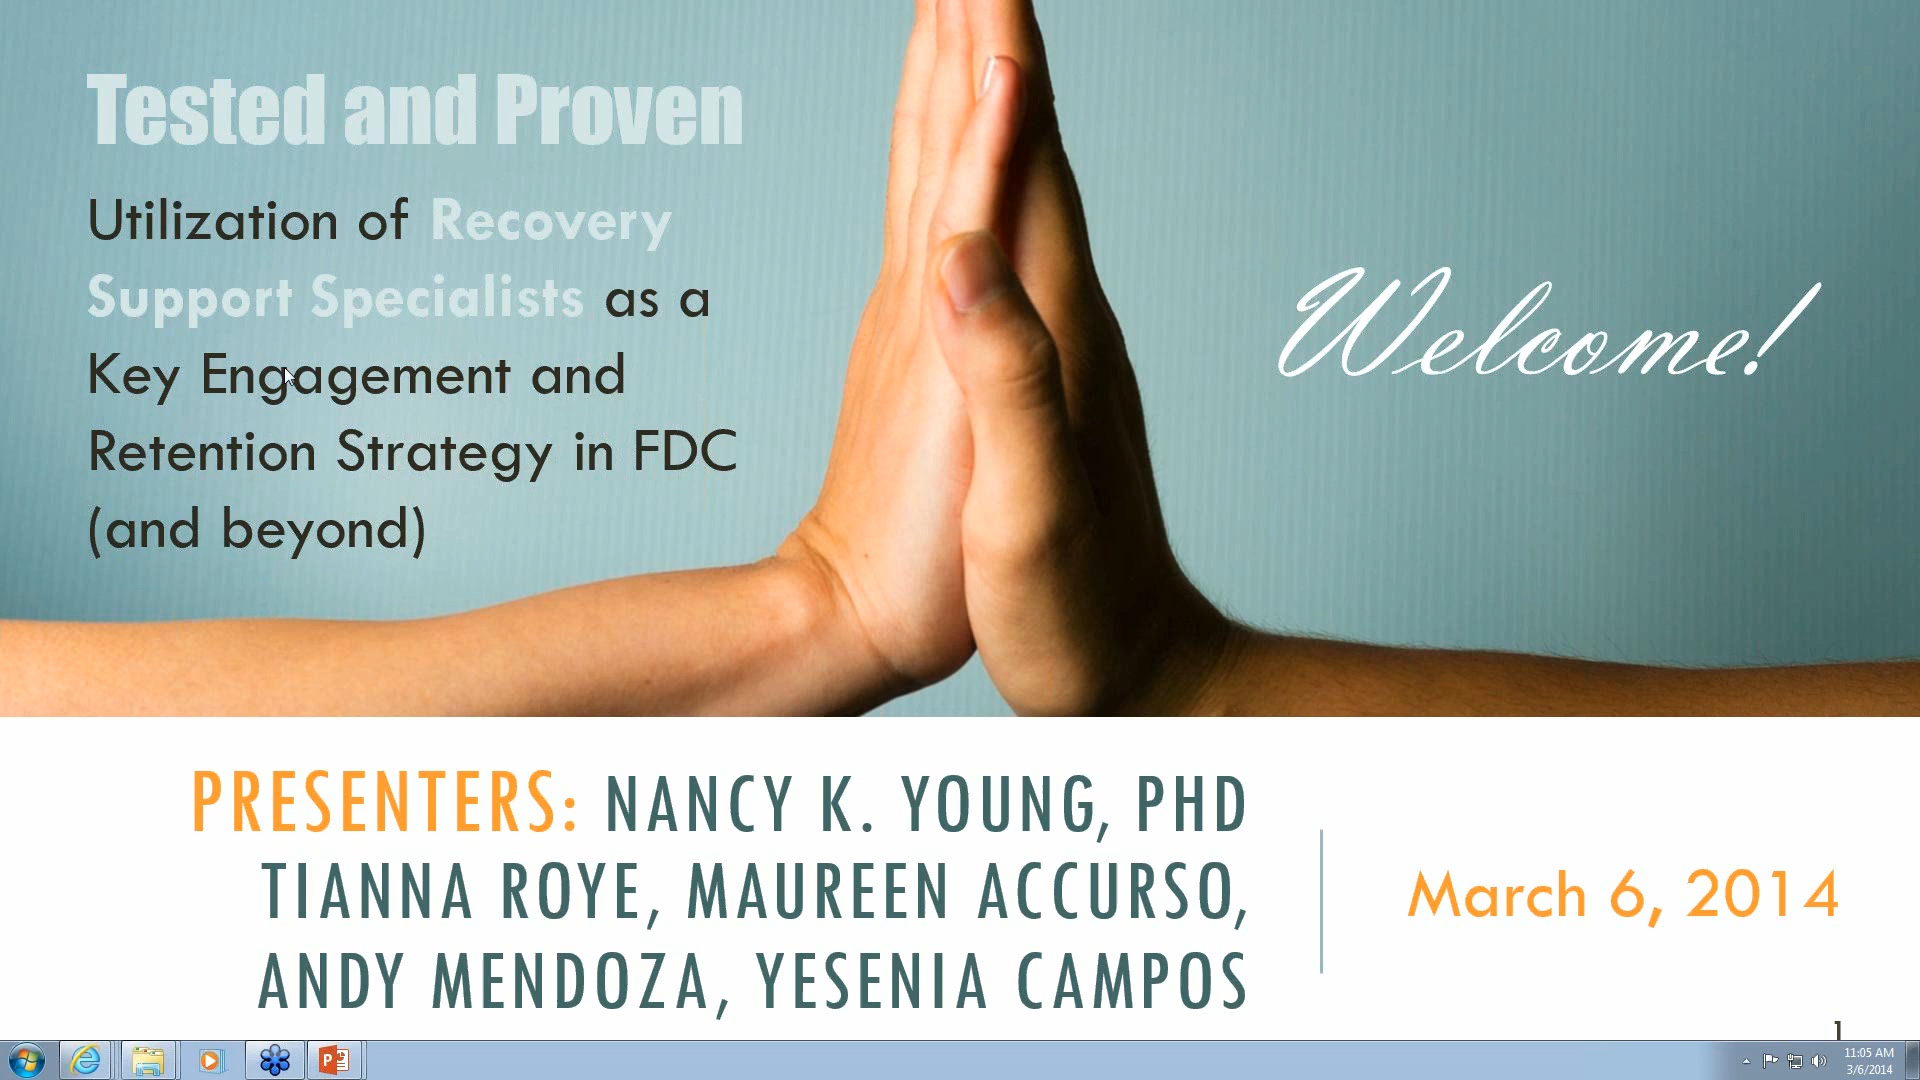 Tested and Proven
Utilization of Recovery
Support Specialists as a
Key Engagement and
Retention Strategy in FDC
(and beyond)
Welcome!
PRESENTERS: NANCY K. YOUNG, PHD
TIANNA ROYE, MAUREEN ACCURSO,
ANDY MENDOZA, YESENIA CAMPOS
March 6, 2014
1
11:05 AM
3/6/2014